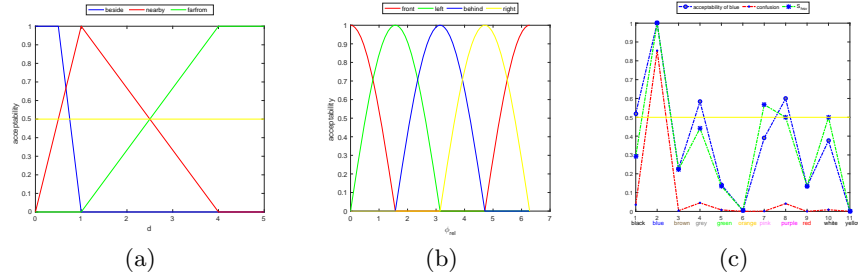 beside nearby farfrom
1
0.9
0.8
0.7
0.6
0.5
0.4
0.3
0.2
0.1
0
acceptability
0 1 2 3 4 5
d
(a)
front left behind right
1
0.9
0.8
0.7
0.6
0.5
0.4
0.3
0.2
0.1
0
acceptability
0 1 2 3 4 5 6 7
ϕrel
(b)
acceptability of blue confusion
1
0.9
0.8
0.7
0.6
0.5
0.4
0.3
0.2
0.1
0
1 2 3 4 5 6 7 8 9 10 11
black blue brown grey green orange pink purple red white yellow
(c)